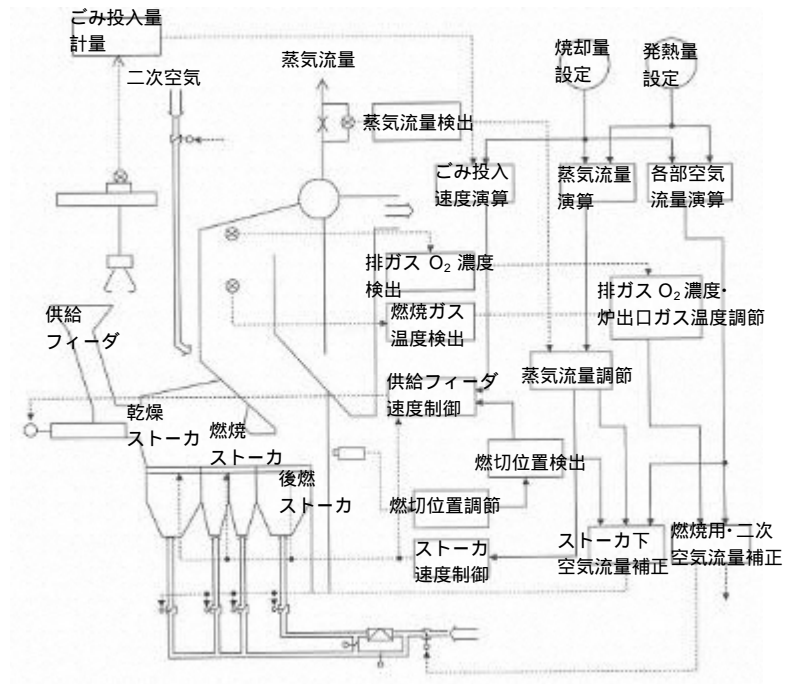 ごみ投入量
計量
二次空気
蒸気流量
焼却量
設定
発熱量
設定
蒸気流量検出
ごみ投入
速度演算
蒸気流量
演算
各部空気
流量演算
排ガス O₂ 濃度
検出
燃焼ガス
温度検出
排ガス O₂ 濃度・
炉出口ガス温度調節
供給
フィーダ
蒸気流量調節
供給フィーダ
速度制御
乾燥
ストーカ
燃焼
ストーカ
後燃
ストーカ
燃切位置検出
燃切位置調節
ストーカ
速度制御
ストーカ下
空気流量補正
燃焼用・二次
空気流量補正